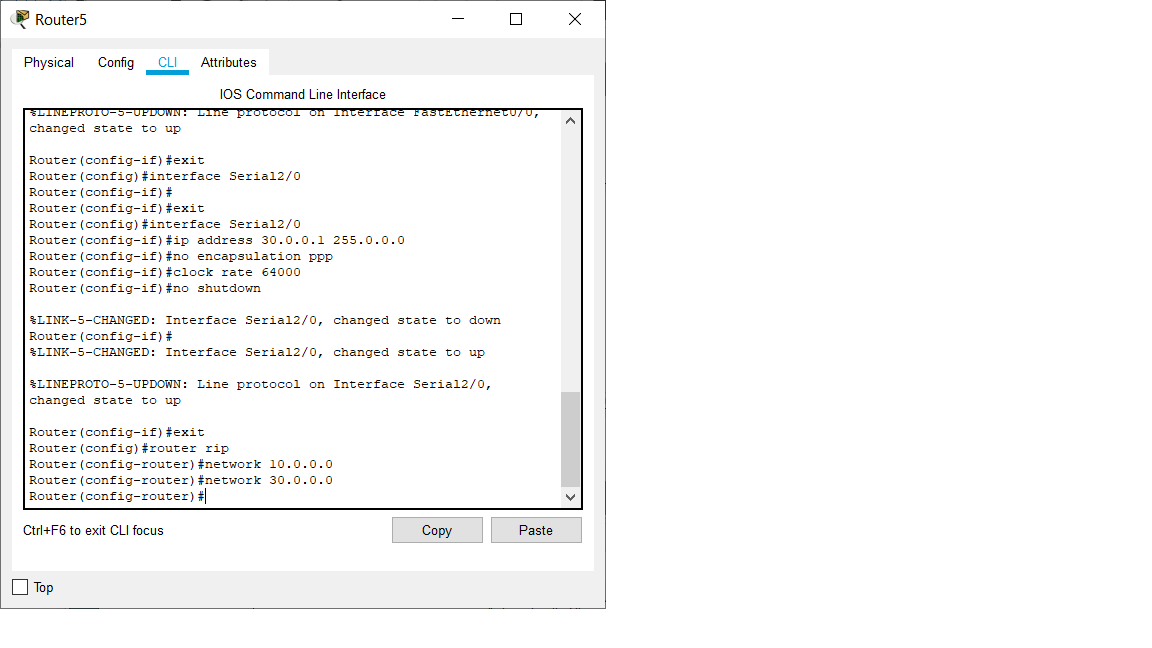 Router5
Physical Config CLI Attributes
IOS Command Line Interface
%LINEPROTO-5-UPDOWN: Line protocol on Interface FastEthernet0/0,
changed state to up
Router(config-if)#exit
Router(config)#interface Serial2/0
Router(config-if)#
Router(config-if)#exit
Router(config)#interface Serial2/0
Router(config-if)#ip address 30.0.0.1 255.0.0.0
Router(config-if)#no encapsulation ppp
Router(config-if)#clock rate 64000
Router(config-if)#no shutdown
%LINK-5-CHANGED: Interface Serial2/0, changed state to down
Router(config-if)#
%LINK-5-CHANGED: Interface Serial2/0, changed state to up
%LINEPROTO-5-UPDOWN: Line protocol on Interface Serial2/0,
changed state to up
Router(config-if)#exit
Router(config)#router rip
Router(config-router)#network 10.0.0.0
Router(config-router)#network 30.0.0.0
Router(config-router)#
Ctrl+F6 to exit CLI focus
Copy Paste
Top